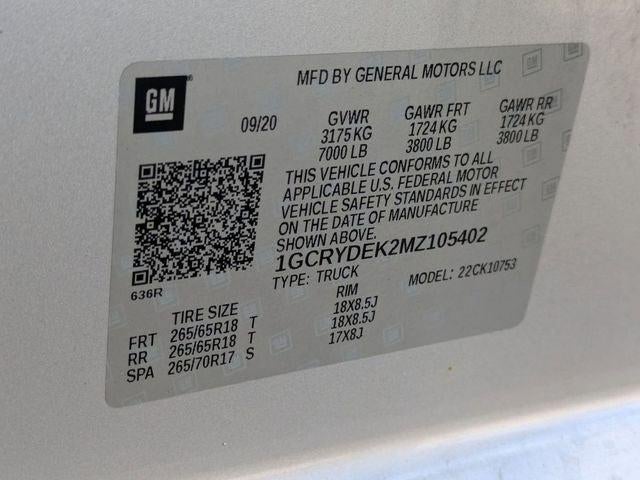 GM
MFD BY GENERAL MOTORS LLC
09/20
GVWR GAWR FRT GAWR RR
3175 KG 1724 KG 1724 KG
7000 LB 3800 LB 3800 LB
THIS VEHICLE CONFORMS TO ALL
APPLICABLE U.S. FEDERAL MOTOR
VEHICLE SAFETY STANDARDS IN EFFECT
ON THE DATE OF MANUFACTURE
SHOWN ABOVE.
1GCRYDEK2MZ105402
TYPE: TRUCK MODEL: 22CK10753
636R
TIRE SIZE RIM
FRT 265/65R18 T 18X8.5J
RR 265/65R18 T 18X8.5J
SPA 265/70R17 S 17X8J